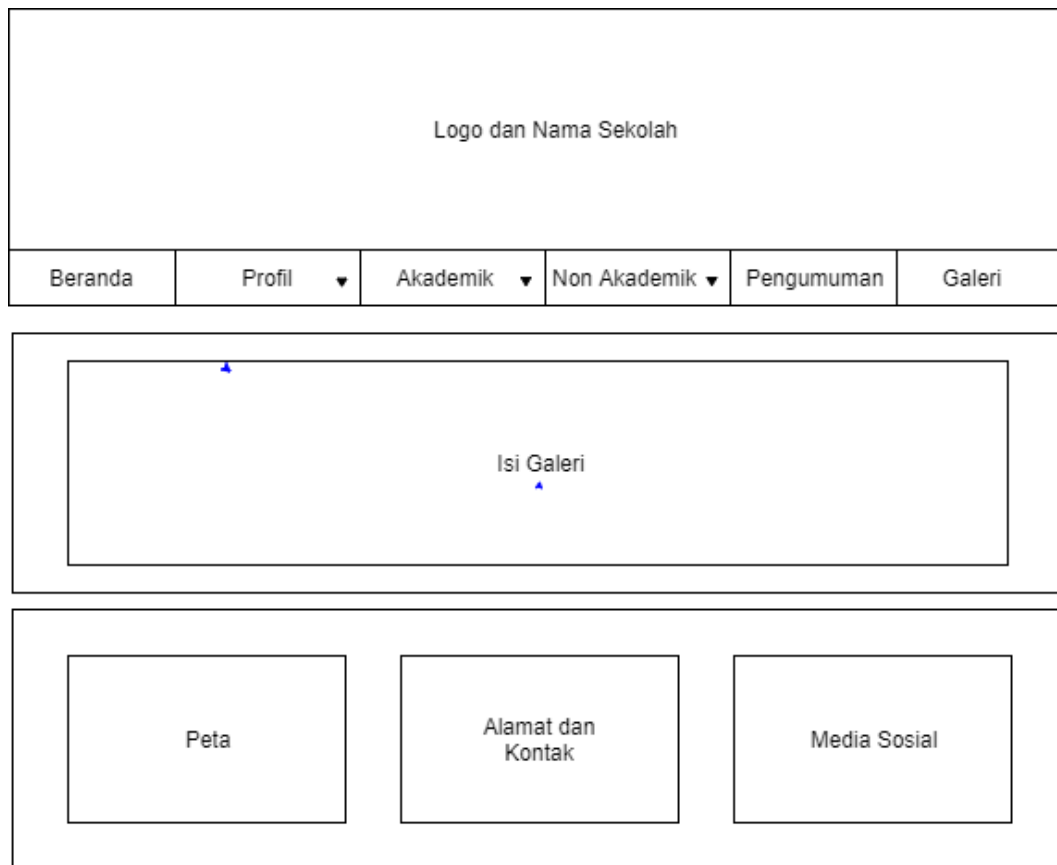 Logo dan Nama Sekolah
Beranda
Profil
Akademik
Non Akademik
Pengumuman
Galeri
Isi Galeri
Peta
Alamat dan
Kontak
Media Sosial